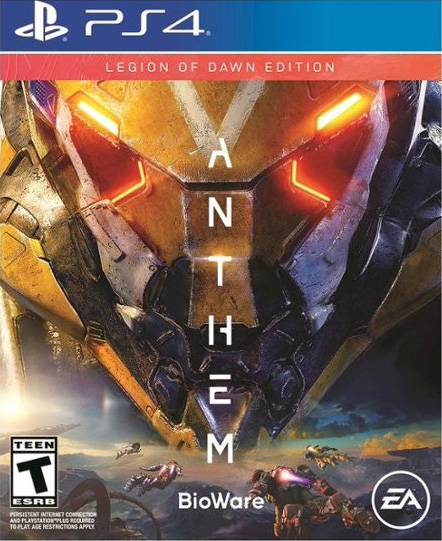 PS4
LEGION OF DAWN EDITION
ANTHEM
TEEN
T
ESRB
BioWare
EA
PERSISTENT INTERNET CONNECTION
AND PLAYSTATION®PLUS REQUIRED
TO PLAY. AGE RESTRICTIONS APPLY.